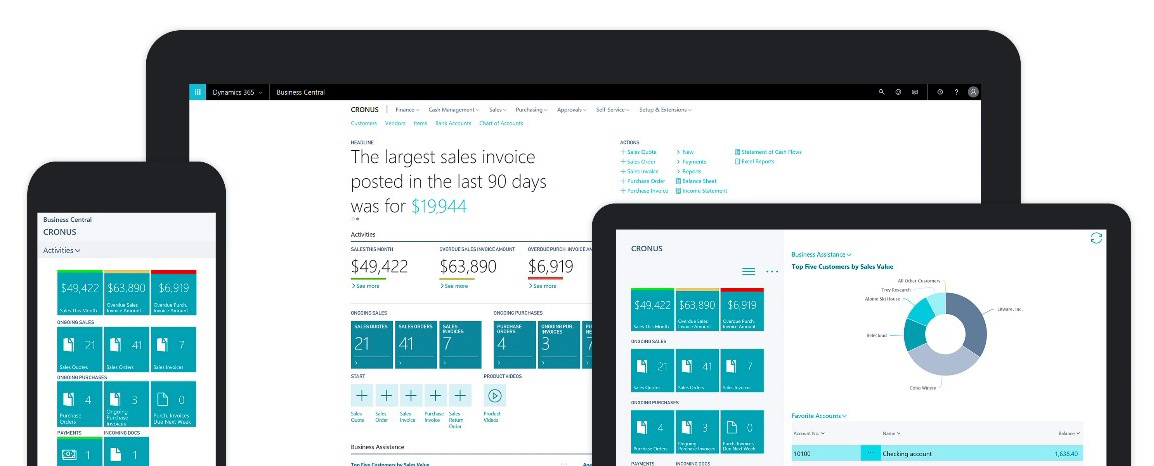 Dynamics 365
Business Central
CRONUS
Finance
Cash Management
Sales
Purchasing
Approvals
Self-Service
Setup & Extensions
Customers
Vendors
Items
Bank Accounts
Chart of Accounts
HEADLINE
The largest sales invoice
posted in the last 90 days
was for $19,944
ACTIONS
+ Sales Quote
+ Sales Order
+ Sales Invoice
+ Purchase Order
+ Purchase Invoice
> New
> Payments
> Reports
Balance Sheet
Income Statement
Statement of Cash Flows
Excel Reports
Activities
SALES THIS MONTH
$49,422
> See more
OVERDUE SALES INVOICE AMOUNT
$63,890
> See more
OVERDUE PURCH. INVOICE AM
$6,919
> See more
ONGOING SALES
SALES QUOTES
21
SALES ORDERS
41
SALES
INVOICES
7
ONGOING PURCHASES
PURCHASE
ORDERS
4
ONGOING PUR
INVOICES
3
7
START
Sales
Quote
Sales
Order
Sales
Invoice
Purchase
Invoice
Sales
Return
Order
PRODUCT VIDEOS
Product
Videos
Business Assistance
Top Five Customers by Sales Value
Business Central
CRONUS
Activities
$49,422
Sales This Month
$63,890
Overdue Sales
Invoice Amount
$6,919
Overdue Purch.
Invoice Amount
ONGOING SALES
21
Sales Quotes
41
Sales Orders
7
Sales Invoices
ONGOING PURCHASES
4
Purchase
Orders
3
Ongoing
Purchase
Invoices
0
Purch. Invoices
Due Next Week
PAYMENTS
INCOMING DOCS
1
1
CRONUS
$49,422
Sales This Month
$63,890
Overdue Sales
Invoice Amount
$6,919
Overdue Purch.
Invoice Amount
ONGOING SALES
21
Sales Quotes
41
Sales Orders
7
Sales Invoices
ONGOING PURCHASES
4
Purchase Orders
3
Ongoing
Purchase Invoices
0
Purch. Invoices
Due Next Week
PAYMENTS
INCOMING DOCS
Business Assistance
Top Five Customers by Sales Value
All Other Customers
Trey Research
Alpine Ski House
Relecloud
Coho Winery
Favorite Accounts
Account No.
Name
Balance
10100
Checking account
1,638.40